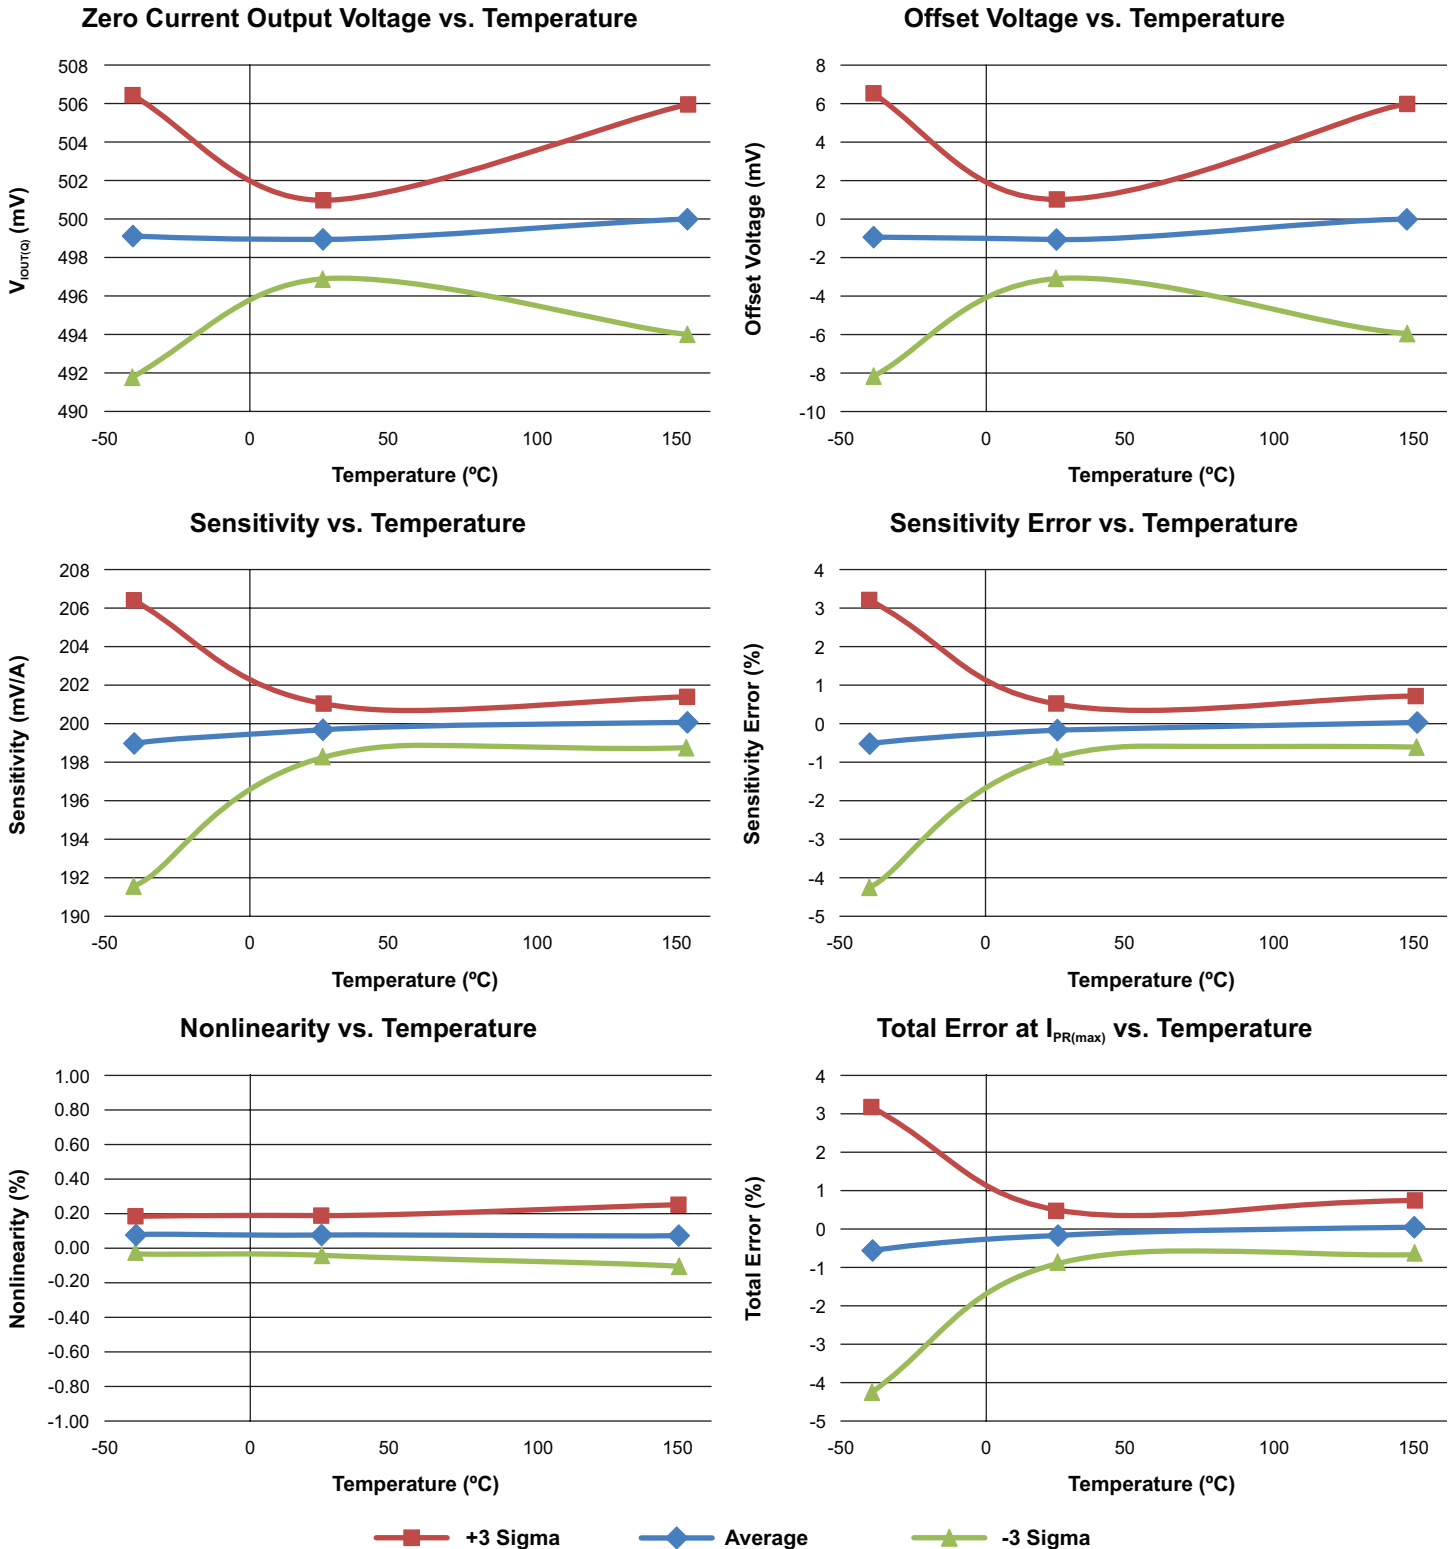 Zero Current Output Voltage vs. Temperature
V_IOUT(Q) (mV)
508
506
504
502
500
498
496
494
492
490
-50 0 50 100 150
Temperature (ºC)
Offset Voltage vs. Temperature
Offset Voltage (mV)
8
6
4
2
0
-2
-4
-6
-8
-10
-50 0 50 100 150
Temperature (ºC)
Sensitivity vs. Temperature
Sensitivity (mV/A)
208
206
204
202
200
198
196
194
192
190
-50 0 50 100 150
Temperature (ºC)
Sensitivity Error vs. Temperature
Sensitivity Error (%)
4
3
2
1
0
-1
-2
-3
-4
-5
-50 0 50 100 150
Temperature (ºC)
Nonlinearity vs. Temperature
Nonlinearity (%)
1.00
0.80
0.60
0.40
0.20
0.00
-0.20
-0.40
-0.60
-0.80
-1.00
-50 0 50 100 150
Temperature (ºC)
Total Error at I_PR(max) vs. Temperature
Total Error (%)
4
3
2
1
0
-1
-2
-3
-4
-5
-50 0 50 100 150
Temperature (ºC)
+3 Sigma Average -3 Sigma